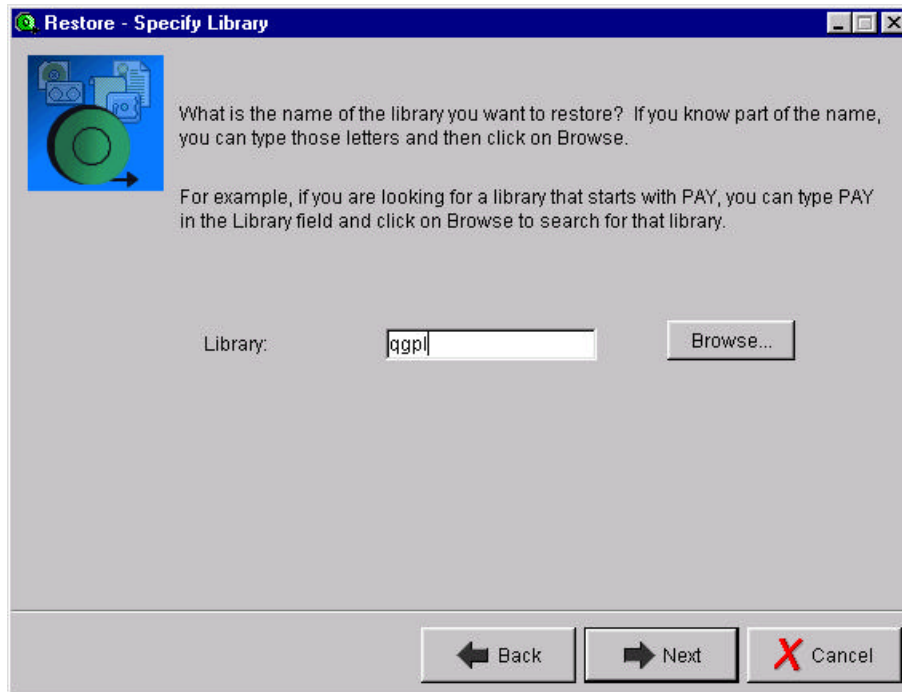 Restore - Specify Library
What is the name of the library you want to restore? If you know part of the name,
you can type those letters and then click on Browse.
For example, if you are looking for a library that starts with PAY, you can type PAY
in the Library field and click on Browse to search for that library.
Library: qgpl Browse...
Back Next Cancel